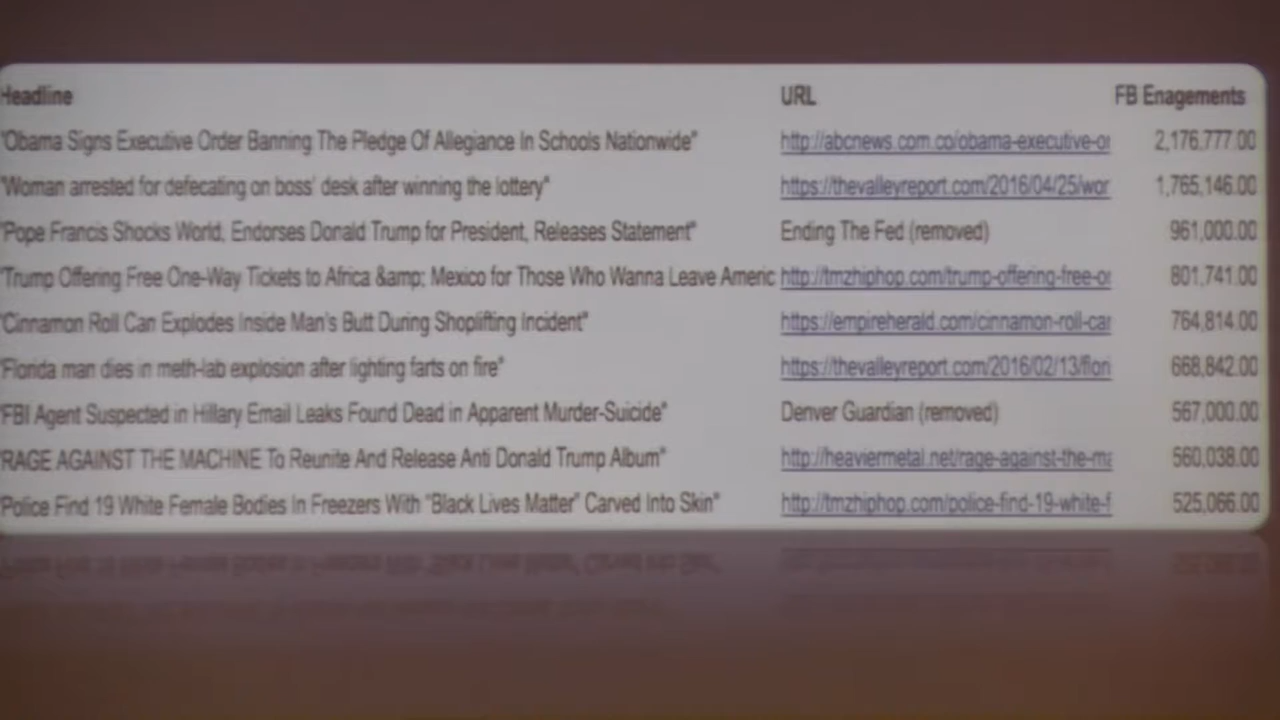 Headline URL FB Enagements
"Obama Signs Executive Order Banning The Pledge Of Allegiance In Schools Nationwide" http://abcnews.com.co/obama-executive-or 2,176,777.00
"Woman arrested for defecating on boss' desk after winning the lottery" https://thevalleyreport.com/2016/04/25/wor 1,765,146.00
"Pope Francis Shocks World, Endorses Donald Trump for President, Releases Statement" Ending The Fed (removed) 961,000.00
"Trump Offering Free One-Way Tickets to Africa &amp; Mexico for Those Who Wanna Leave Americ http://tmzhiphop.com/trump-offering-free-o 801,741.00
"Cinnamon Roll Can Explodes Inside Man's Butt During Shoplifting Incident" https://empireherald.com/cinnamon-roll-car 764,814.00
"Florida man dies in meth-lab explosion after lighting farts on fire" https://thevalleyreport.com/2016/02/13/flori 668,842.00
"FBI Agent Suspected in Hillary Email Leaks Found Dead in Apparent Murder-Suicide" Denver Guardian (removed) 567,000.00
"RAGE AGAINST THE MACHINE To Reunite And Release Anti Donald Trump Album" http://heaviermetal.net/rage-against-the-ma 560,038.00
"Police Find 19 White Female Bodies In Freezers With "Black Lives Matter" Carved Into Skin" http://tmzhiphop.com/police-find-19-white-f 525,066.00